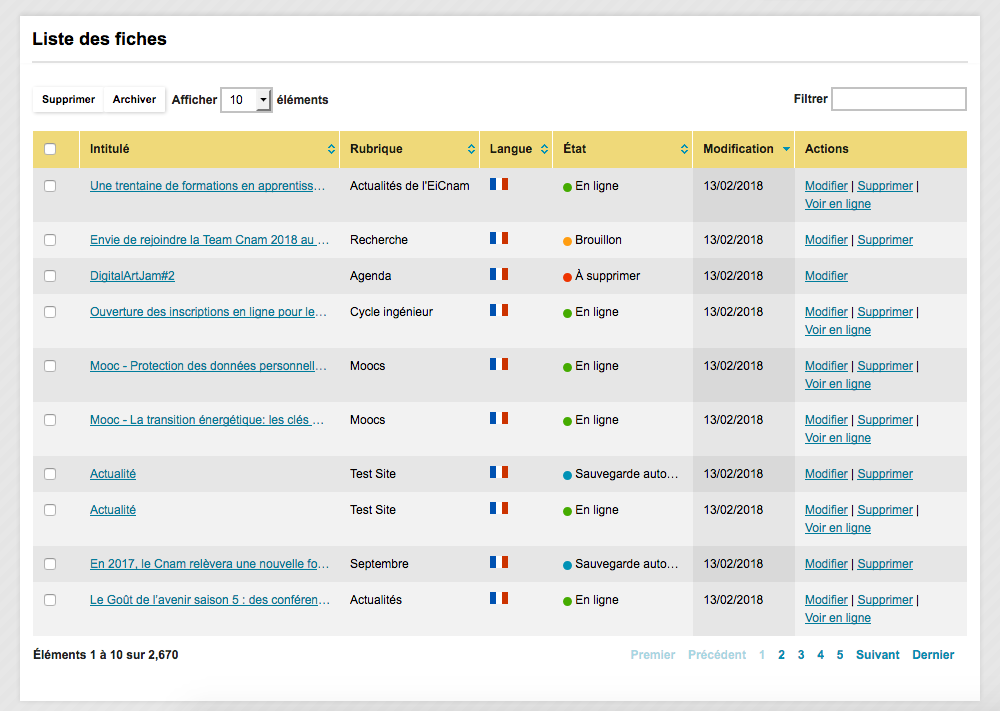 Liste des fiches
Supprimer Archiver Afficher 10 éléments Filtrer
Intitulé Rubrique Langue État Modification Actions
Une trentaine de formations en apprentiss… Actualités de l'EiCnam En ligne 13/02/2018 Modifier | Supprimer |
Voir en ligne
Envie de rejoindre la Team Cnam 2018 au … Recherche Brouillon 13/02/2018 Modifier | Supprimer
DigitalArtJam#2 Agenda À supprimer 13/02/2018 Modifier
Ouverture des inscriptions en ligne pour le… Cycle ingénieur En ligne 13/02/2018 Modifier | Supprimer |
Voir en ligne
Mooc - Protection des données personnell… Moocs En ligne 13/02/2018 Modifier | Supprimer |
Voir en ligne
Mooc - La transition énergétique: les clés … Moocs En ligne 13/02/2018 Modifier | Supprimer |
Voir en ligne
Actualité Test Site Sauvegarde auto… 13/02/2018 Modifier | Supprimer
Actualité Test Site En ligne 13/02/2018 Modifier | Supprimer |
Voir en ligne
En 2017, le Cnam relèvera une nouvelle fo… Septembre Sauvegarde auto… 13/02/2018 Modifier | Supprimer
Le Goût de l'avenir saison 5 : des conféren… Actualités En ligne 13/02/2018 Modifier | Supprimer |
Voir en ligne
Éléments 1 à 10 sur 2,670 Premier Précédent 1 2 3 4 5 Suivant Dernier